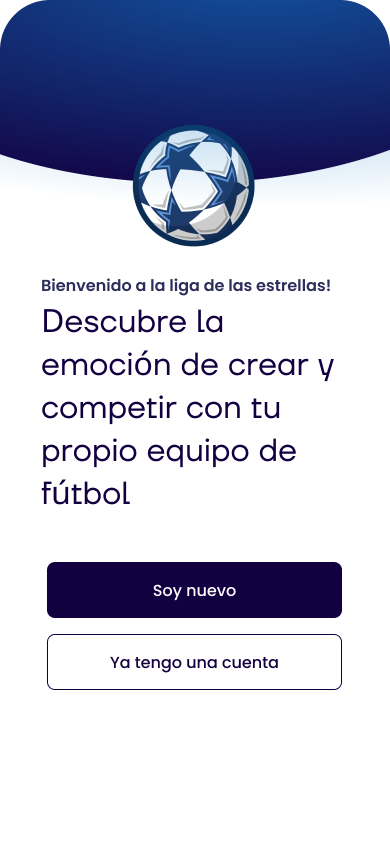 Bienvenido a la liga de las estrellas!
Descubre la
emoción de crear y
competir con tu
propio equipo de
fútbol
Soy nuevo
Ya tengo una cuenta